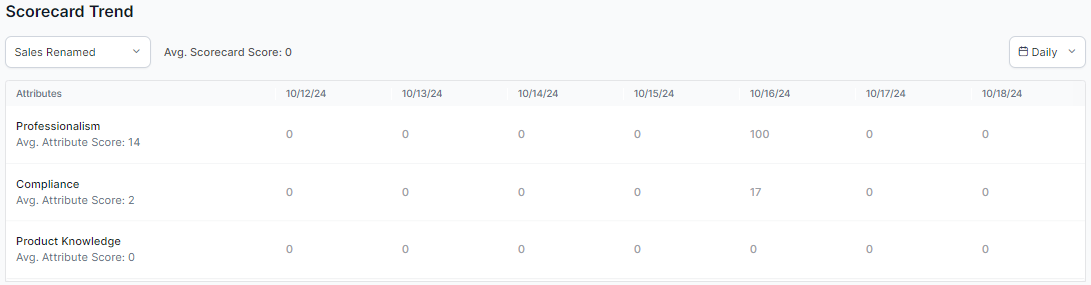 Scorecard Trend
Sales Renamed Avg. Scorecard Score: 0 Daily
Attributes 10/12/24 10/13/24 10/14/24 10/15/24 10/16/24 10/17/24 10/18/24
Professionalism
Avg. Attribute Score: 14
0 0 0 0 100 0 0
Compliance
Avg. Attribute Score: 2
0 0 0 0 17 0 0
Product Knowledge
Avg. Attribute Score: 0
0 0 0 0 0 0 0